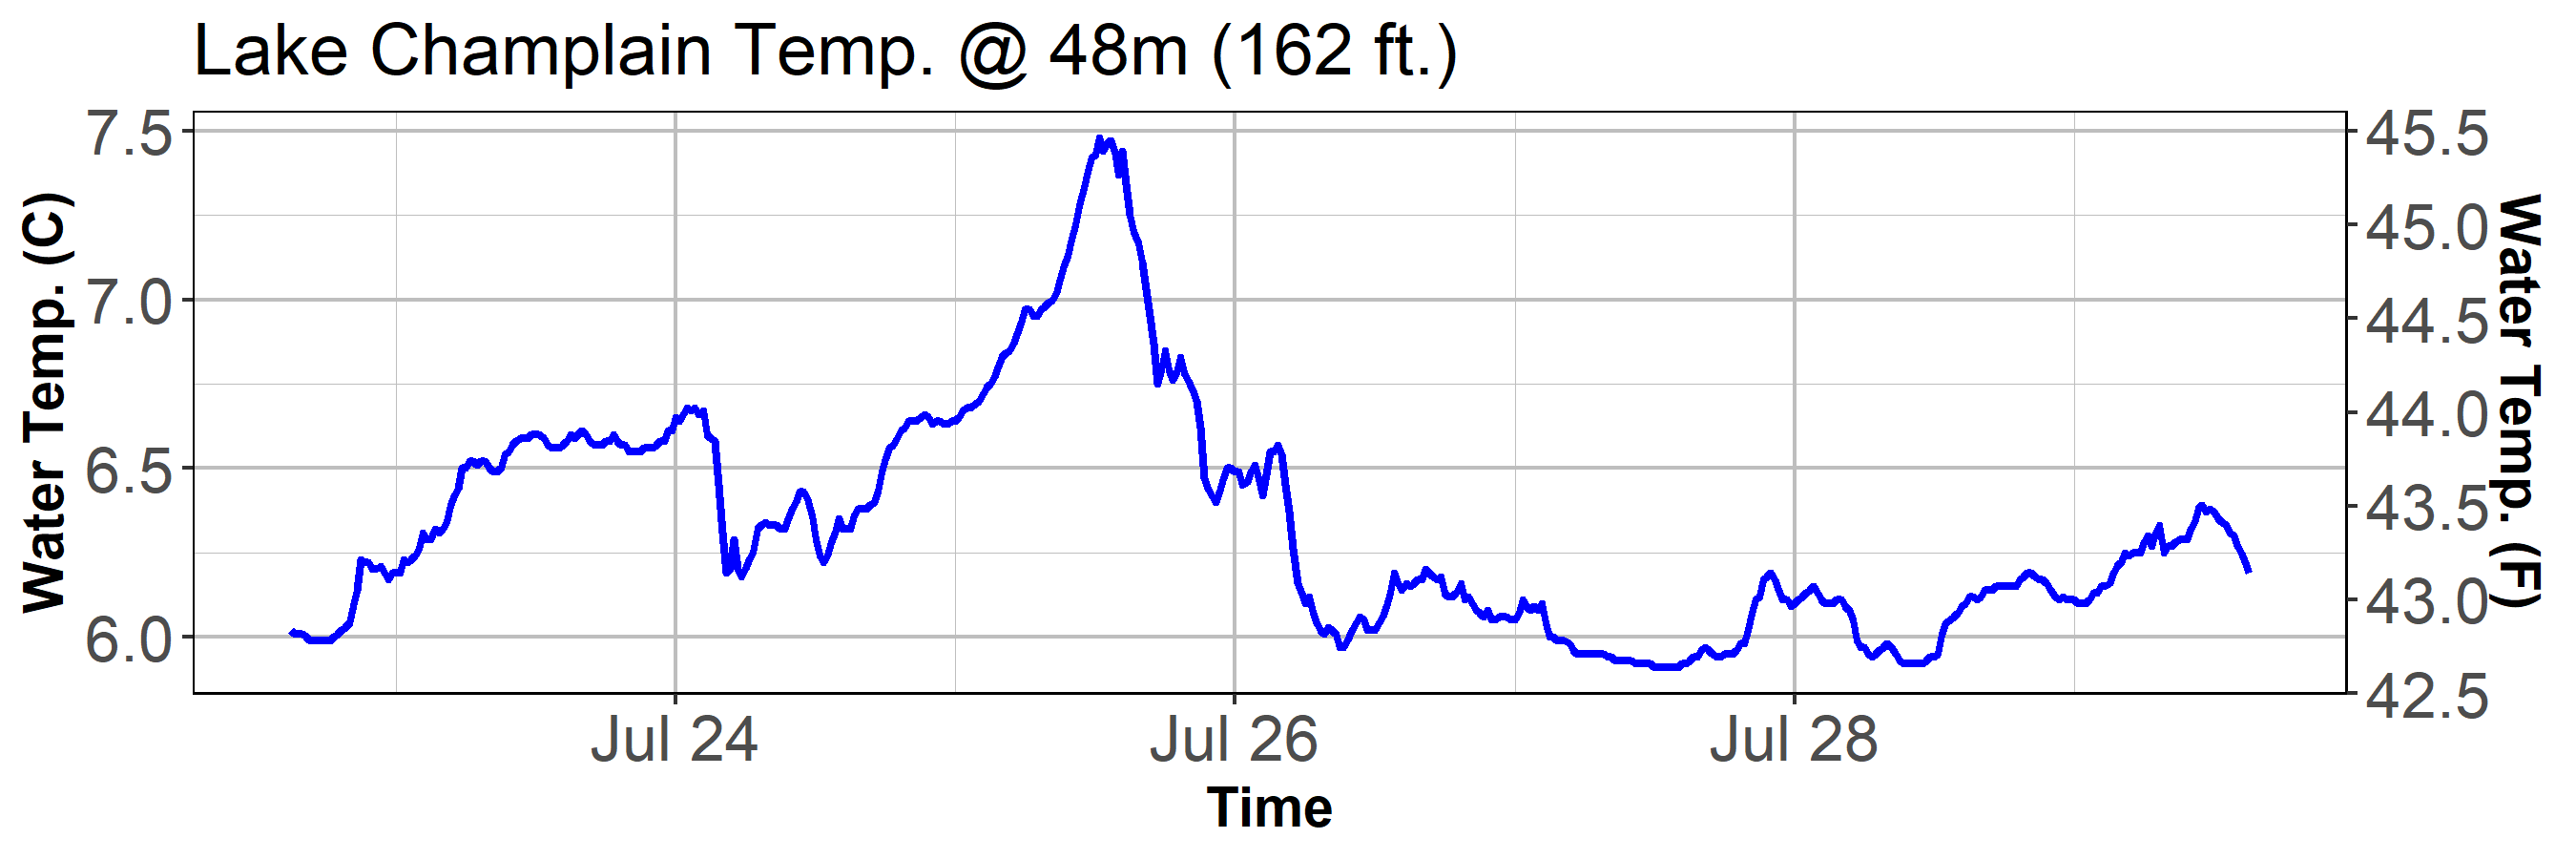 Lake Champlain Temp. @ 48m (162 ft.)
Water Temp. (C)
7.5
7.0
6.5
6.0
45.5
45.0
44.5
44.0
43.5
43.0
42.5
Water Temp. (F)
Jul 24
Jul 26
Jul 28
Time